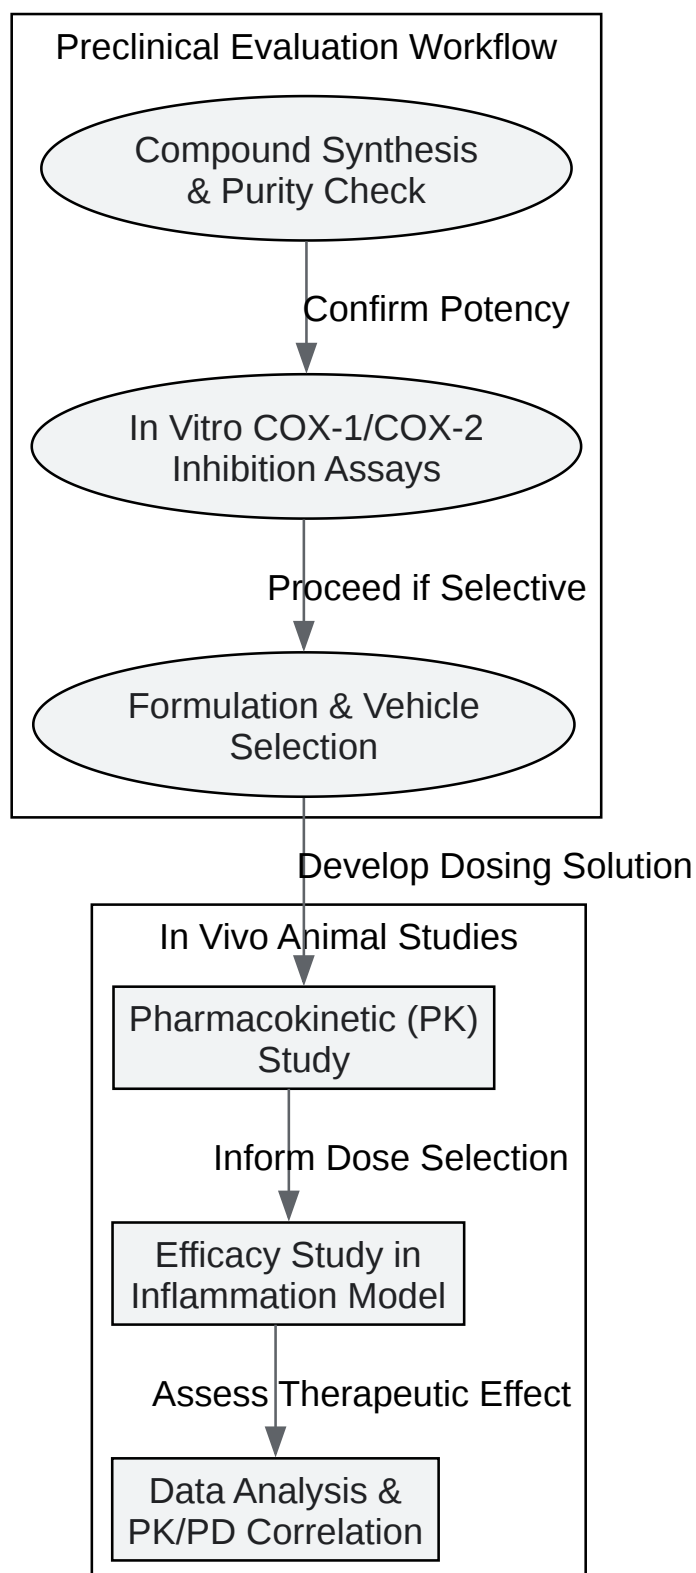 Preclinical Evaluation Workflow
Compound Synthesis
& Purity Check
Confirm Potency
In Vitro COX-1/COX-2
Inhibition Assays
Proceed if Selective
Formulation & Vehicle
Selection
Develop Dosing Solution
In Vivo Animal Studies
Pharmacokinetic (PK)
Study
Inform Dose Selection
Efficacy Study in
Inflammation Model
Assess Therapeutic Effect
Data Analysis &
PK/PD Correlation